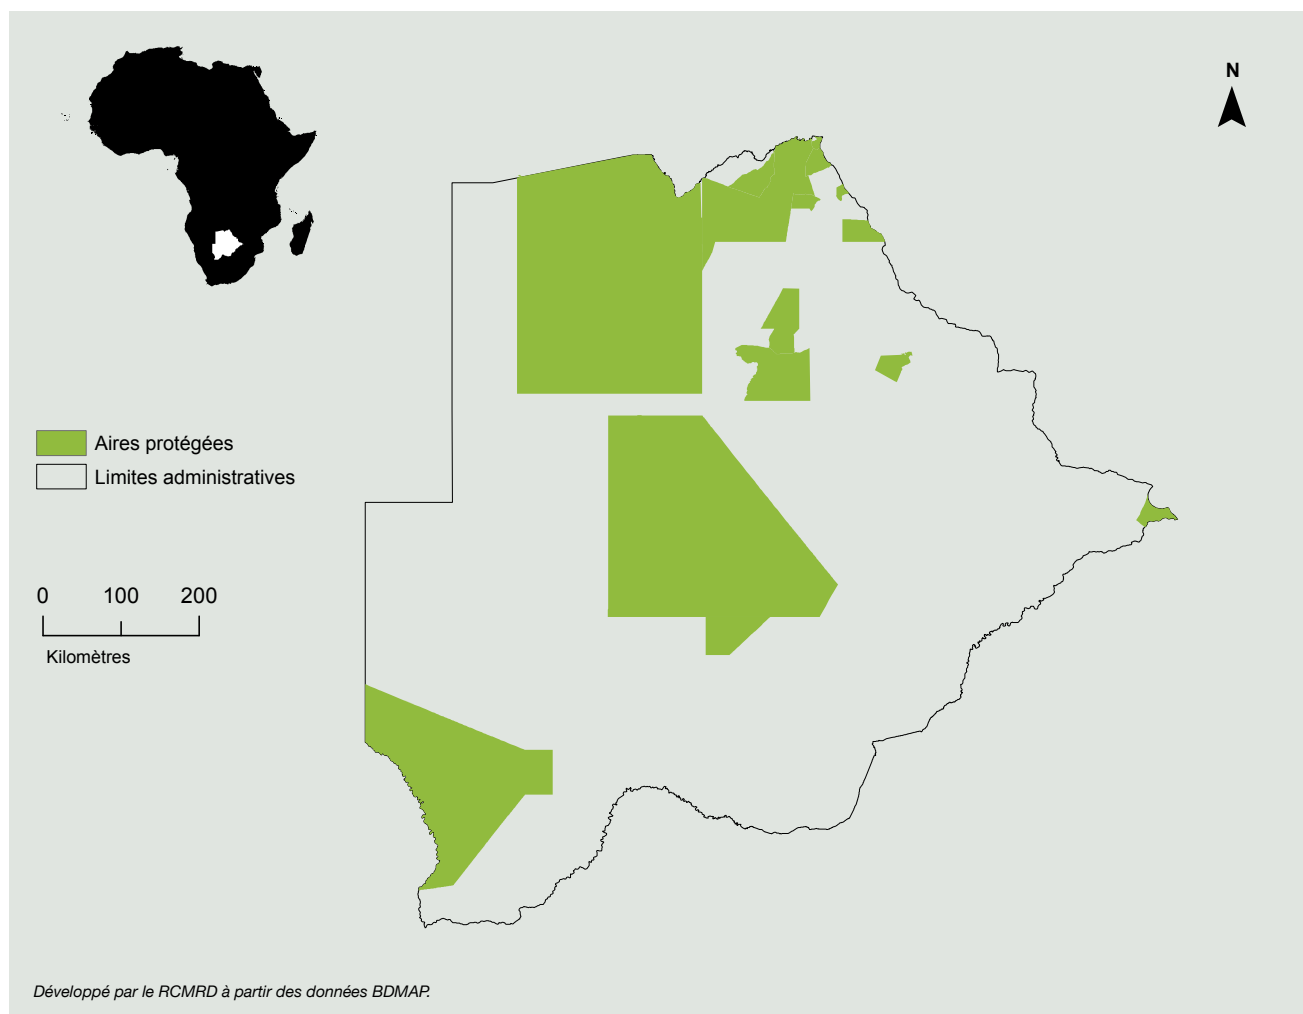 N
Aires protégées
Limites administratives
0 100 200
Kilomètres
Développé par le RCMRD à partir des données BDMAP.